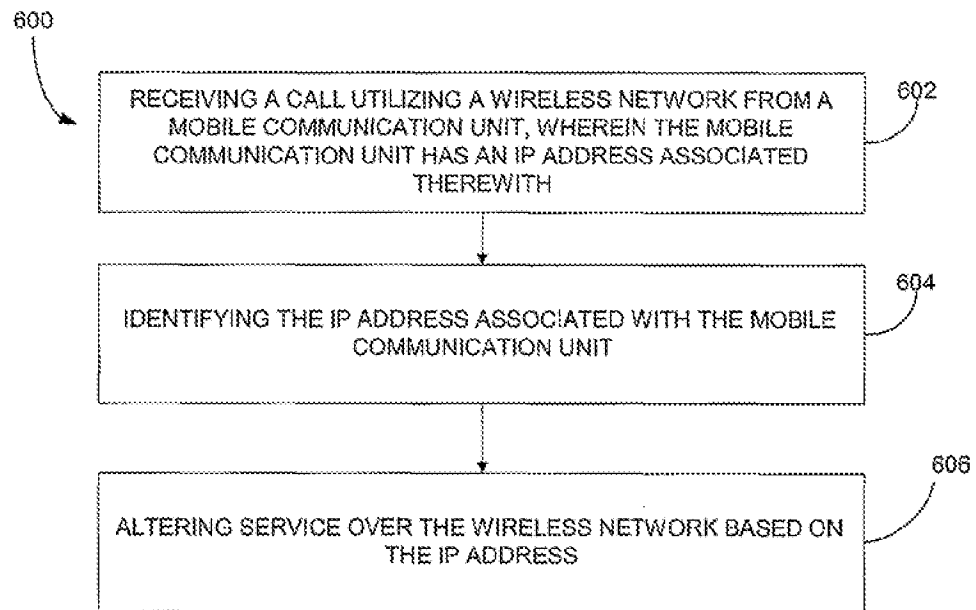 600
RECEIVING A CALL UTILIZING A WIRELESS NETWORK FROM A
MOBILE COMMUNICATION UNIT, WHEREIN THE MOBILE
COMMUNICATION UNIT HAS AN IP ADDRESS ASSOCIATED
THEREWITH
602
IDENTIFYING THE IP ADDRESS ASSOCIATED WITH THE MOBILE
COMMUNICATION UNIT
604
ALTERING SERVICE OVER THE WIRELESS NETWORK BASED ON
THE IP ADDRESS
606